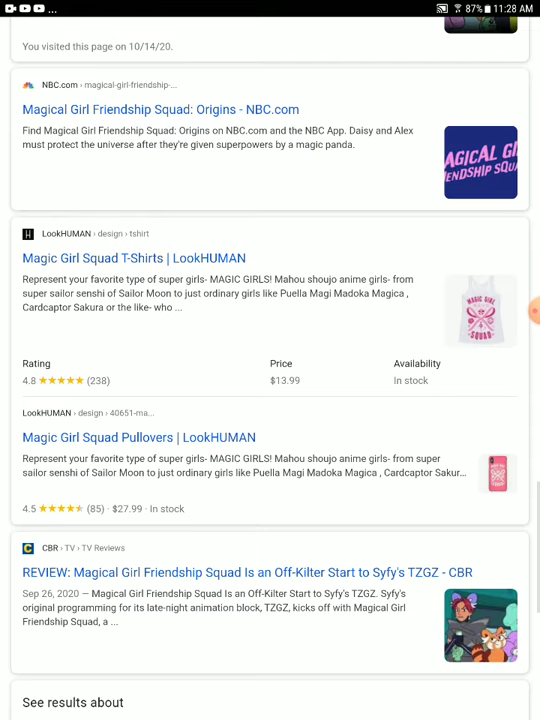 ... 87% 11:28 AM
You visited this page on 10/14/20.
NBC.com › magical-girl-friendship-...
Magical Girl Friendship Squad: Origins - NBC.com
Find Magical Girl Friendship Squad: Origins on NBC.com and the NBC App. Daisy and Alex
must protect the universe after they're given superpowers by a magic panda.
AGICAL GI
ENDSHIP SQUA
LookHUMAN › design › tshirt
Magic Girl Squad T-Shirts | LookHUMAN
Represent your favorite type of super girls- MAGIC GIRLS! Mahou shoujo anime girls- from
super sailor senshi of Sailor Moon to just ordinary girls like Puella Magi Madoka Magica ,
Cardcaptor Sakura or the like- who ...
MAGIC GIRL
SQUAD
Rating Price Availability
4.8 ★★★★★ (238) $13.99 In stock
LookHUMAN › design › 40651-ma...
Magic Girl Squad Pullovers | LookHUMAN
Represent your favorite type of super girls- MAGIC GIRLS! Mahou shoujo anime girls- from super
sailor senshi of Sailor Moon to just ordinary girls like Puella Magi Madoka Magica , Cardcaptor Sakur...
4.5 ★★★★★ (85) · $27.99 · In stock
C CBR › TV › TV Reviews
REVIEW: Magical Girl Friendship Squad Is an Off-Kilter Start to Syfy's TZGZ - CBR
Sep 26, 2020 — Magical Girl Friendship Squad Is an Off-Kilter Start to Syfy's TZGZ. Syfy's
original programming for its late-night animation block, TZGZ, kicks off with Magical Girl
Friendship Squad, a ...
See results about